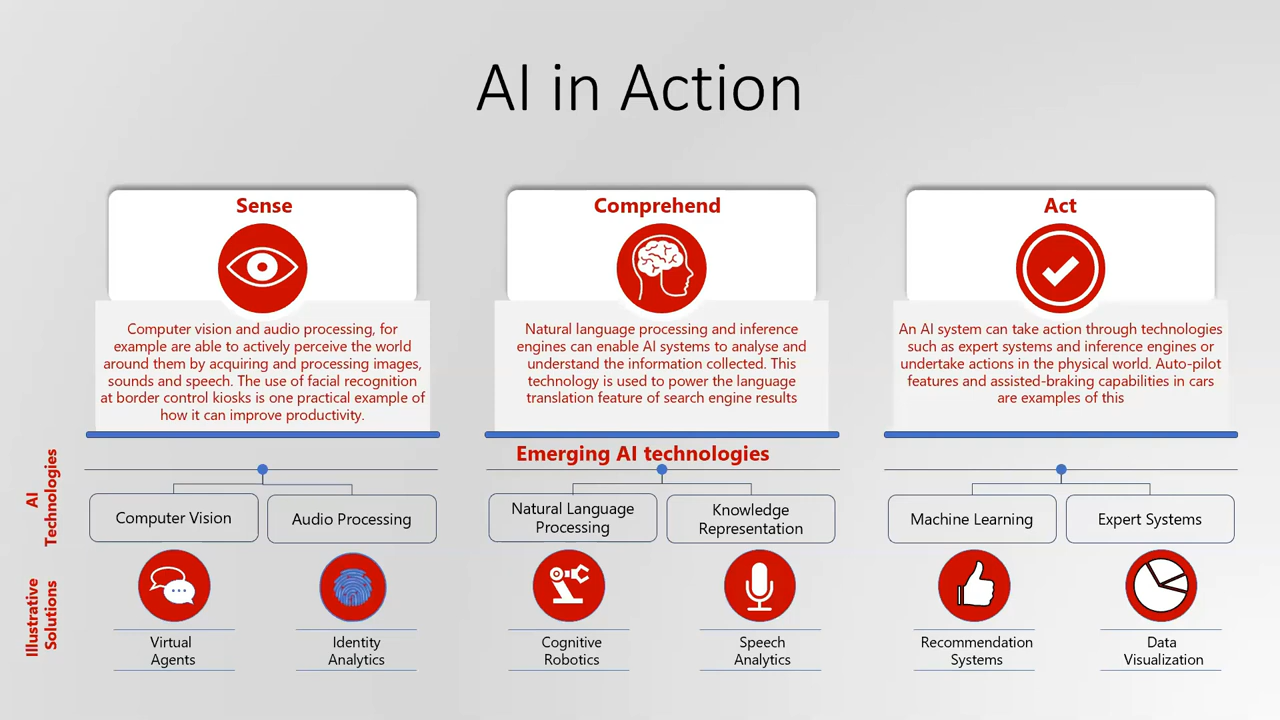 AI in Action
Sense
Computer vision and audio processing, for
example are able to actively perceive the world
around them by acquiring and processing images,
sounds and speech. The use of facial recognition
at border control kiosks is one practical example of
how it can improve productivity.
Comprehend
Natural language processing and inference
engines can enable AI systems to analyse and
understand the information collected. This
technology is used to power the language
translation feature of search engine results
Act
An AI system can take action through technologies
such as expert systems and inference engines or
undertake actions in the physical world. Auto-pilot
features and assisted-braking capabilities in cars
are examples of this
Emerging AI technologies
AI
Technologies
Computer Vision
Audio Processing
Natural Language
Processing
Knowledge
Representation
Machine Learning
Expert Systems
Illustrative
Solutions
Virtual
Agents
Identity
Analytics
Cognitive
Robotics
Speech
Analytics
Recommendation
Systems
Data
Visualization